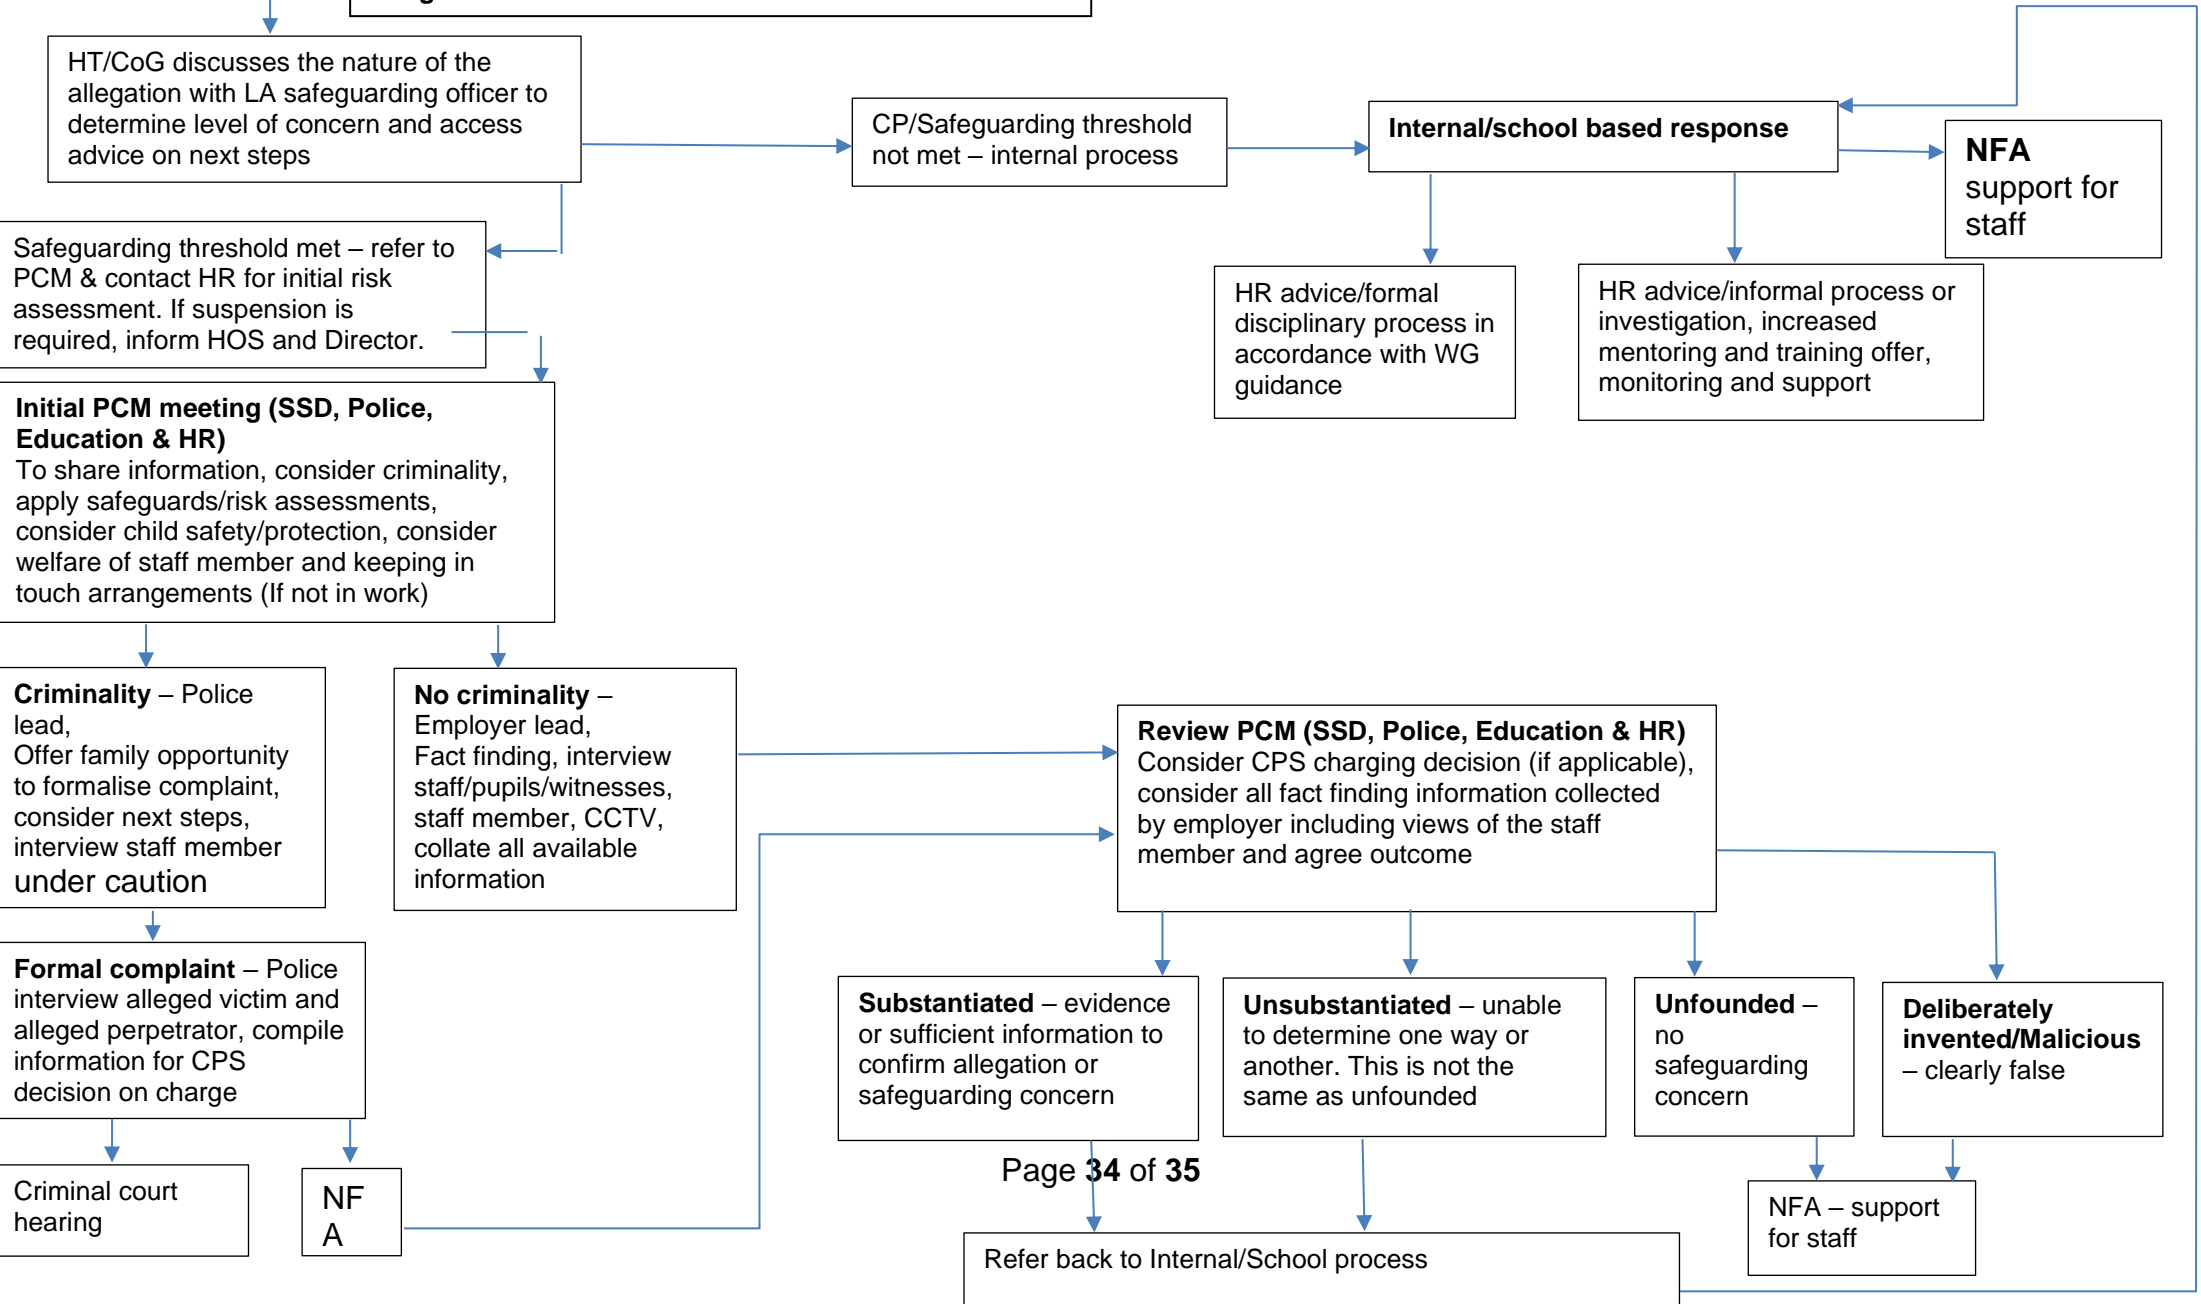 HT/CoG discusses the nature of the
allegation with LA safeguarding officer to
determine level of concern and access
advice on next steps
CP/Safeguarding threshold
not met – internal process
Internal/school based response
NFA
support for
staff
Safeguarding threshold met – refer to
PCM & contact HR for initial risk
assessment. If suspension is
required, inform HOS and Director.
HR advice/formal
disciplinary process in
accordance with WG
guidance
HR advice/informal process or
investigation, increased
mentoring and training offer,
monitoring and support
Initial PCM meeting (SSD, Police,
Education & HR)
To share information, consider criminality,
apply safeguards/risk assessments,
consider child safety/protection, consider
welfare of staff member and keeping in
touch arrangements (If not in work)
Criminality – Police
lead,
Offer family opportunity
to formalise complaint,
consider next steps,
interview staff member
under caution
No criminality –
Employer lead,
Fact finding, interview
staff/pupils/witnesses,
staff member, CCTV,
collate all available
information
Review PCM (SSD, Police, Education & HR)
Consider CPS charging decision (if applicable),
consider all fact finding information collected
by employer including views of the staff
member and agree outcome
Formal complaint – Police
interview alleged victim and
alleged perpetrator, compile
information for CPS
decision on charge
Substantiated – evidence
or sufficient information to
confirm allegation or
safeguarding concern
Unsubstantiated – unable
to determine one way or
another. This is not the
same as unfounded
Unfounded –
no
safeguarding
concern
Deliberately
invented/Malicious
– clearly false
Criminal court
hearing
NF
A
Page 34 of 35
NFA – support
for staff
Refer back to Internal/School process